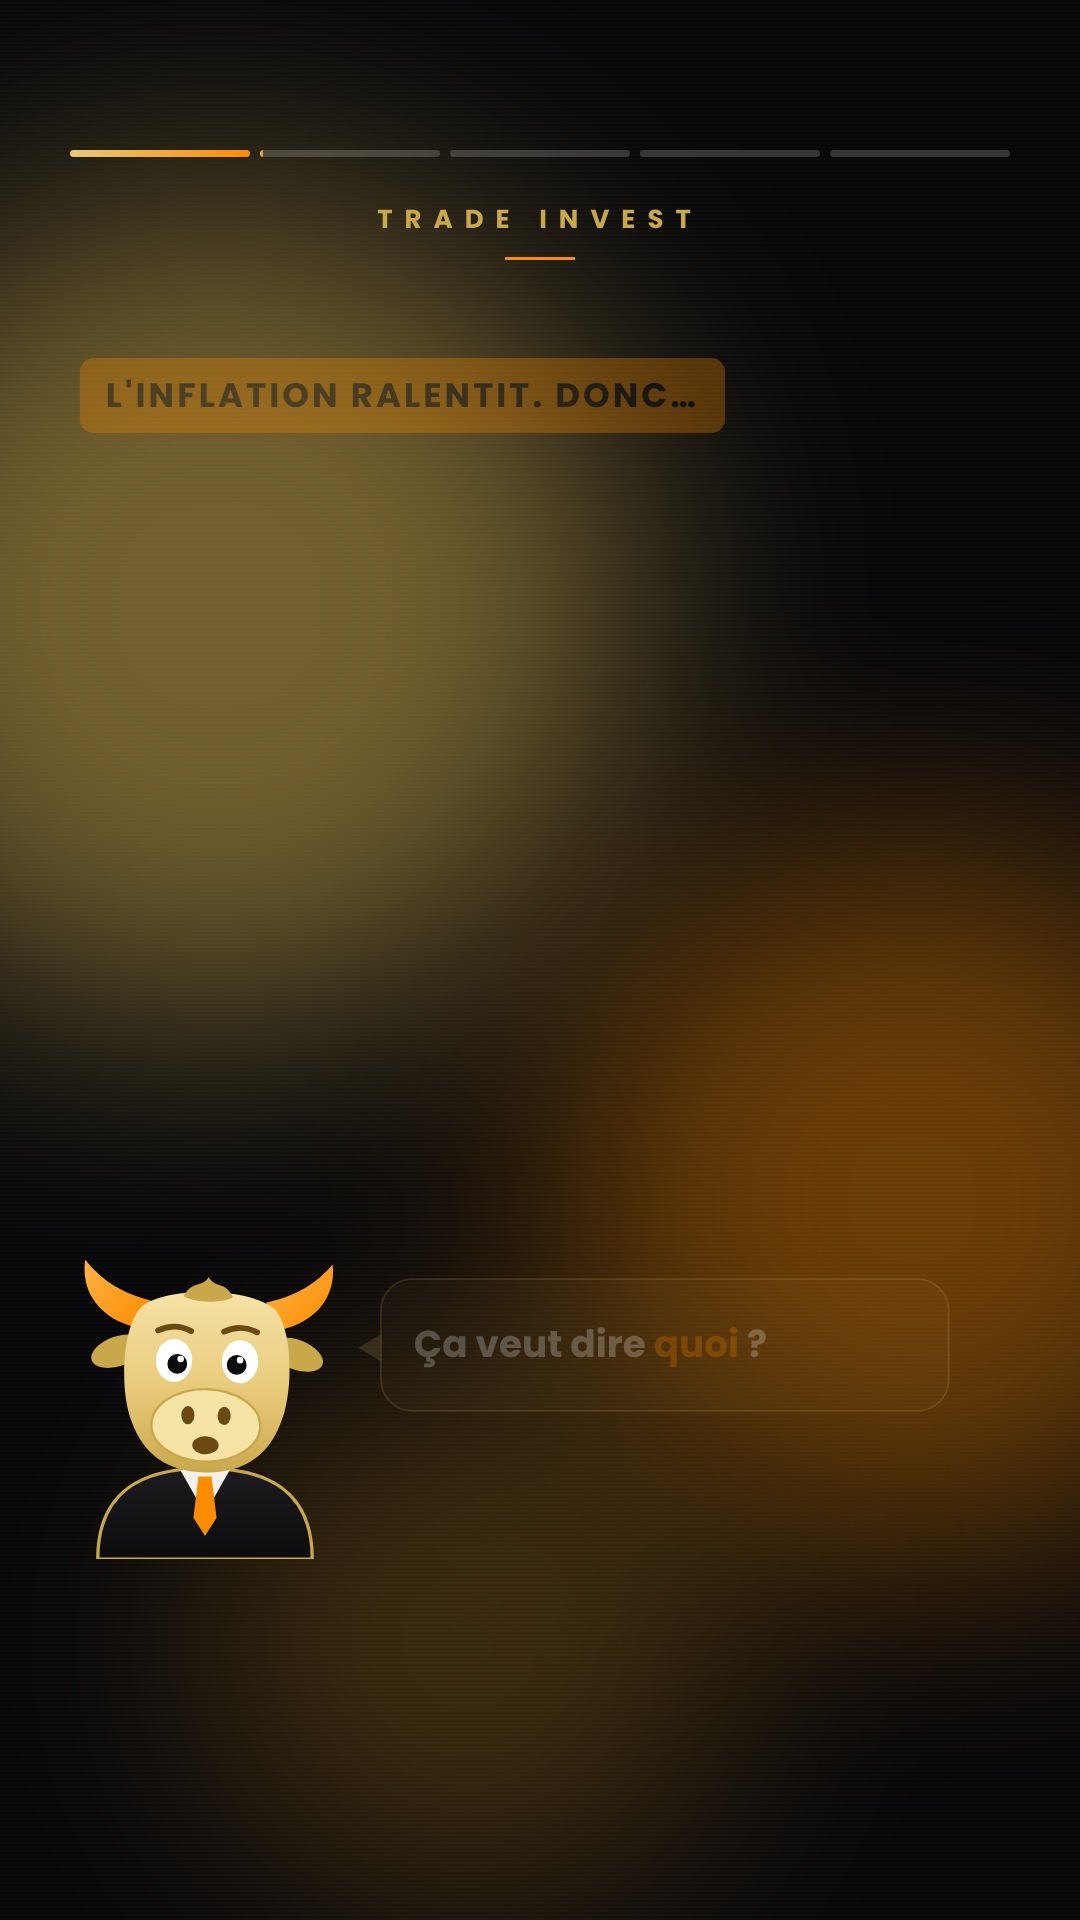 TRADE INVEST
L'INFLATION RALENTIT. DONC…
Ça veut dire quoi ?